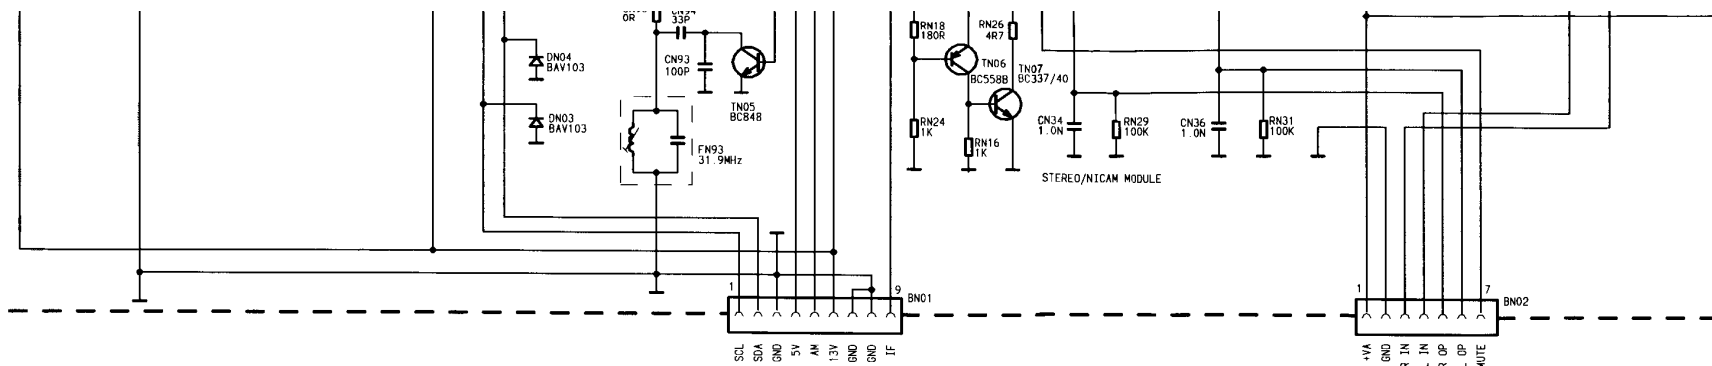 0R
33P
RN18
180R
RN26
4R7
DN04
BAV103
CN93
100P
TN06
BC558B
TN07
BC337/40
TN05
BC848
DN03
BAV103
RN24
1K
CN34
1.0N
RN29
100K
CN36
1.0N
RN31
100K
FN93
31.9MHz
RN16
1K
STEREO/NICAM MODULE
1
9
BN01
1
7
BN02
SCL
SDA
GND
5V
AM
13V
GND
GND
IF
+VA
GND
R IN
IN
R OP
OP
MUTE